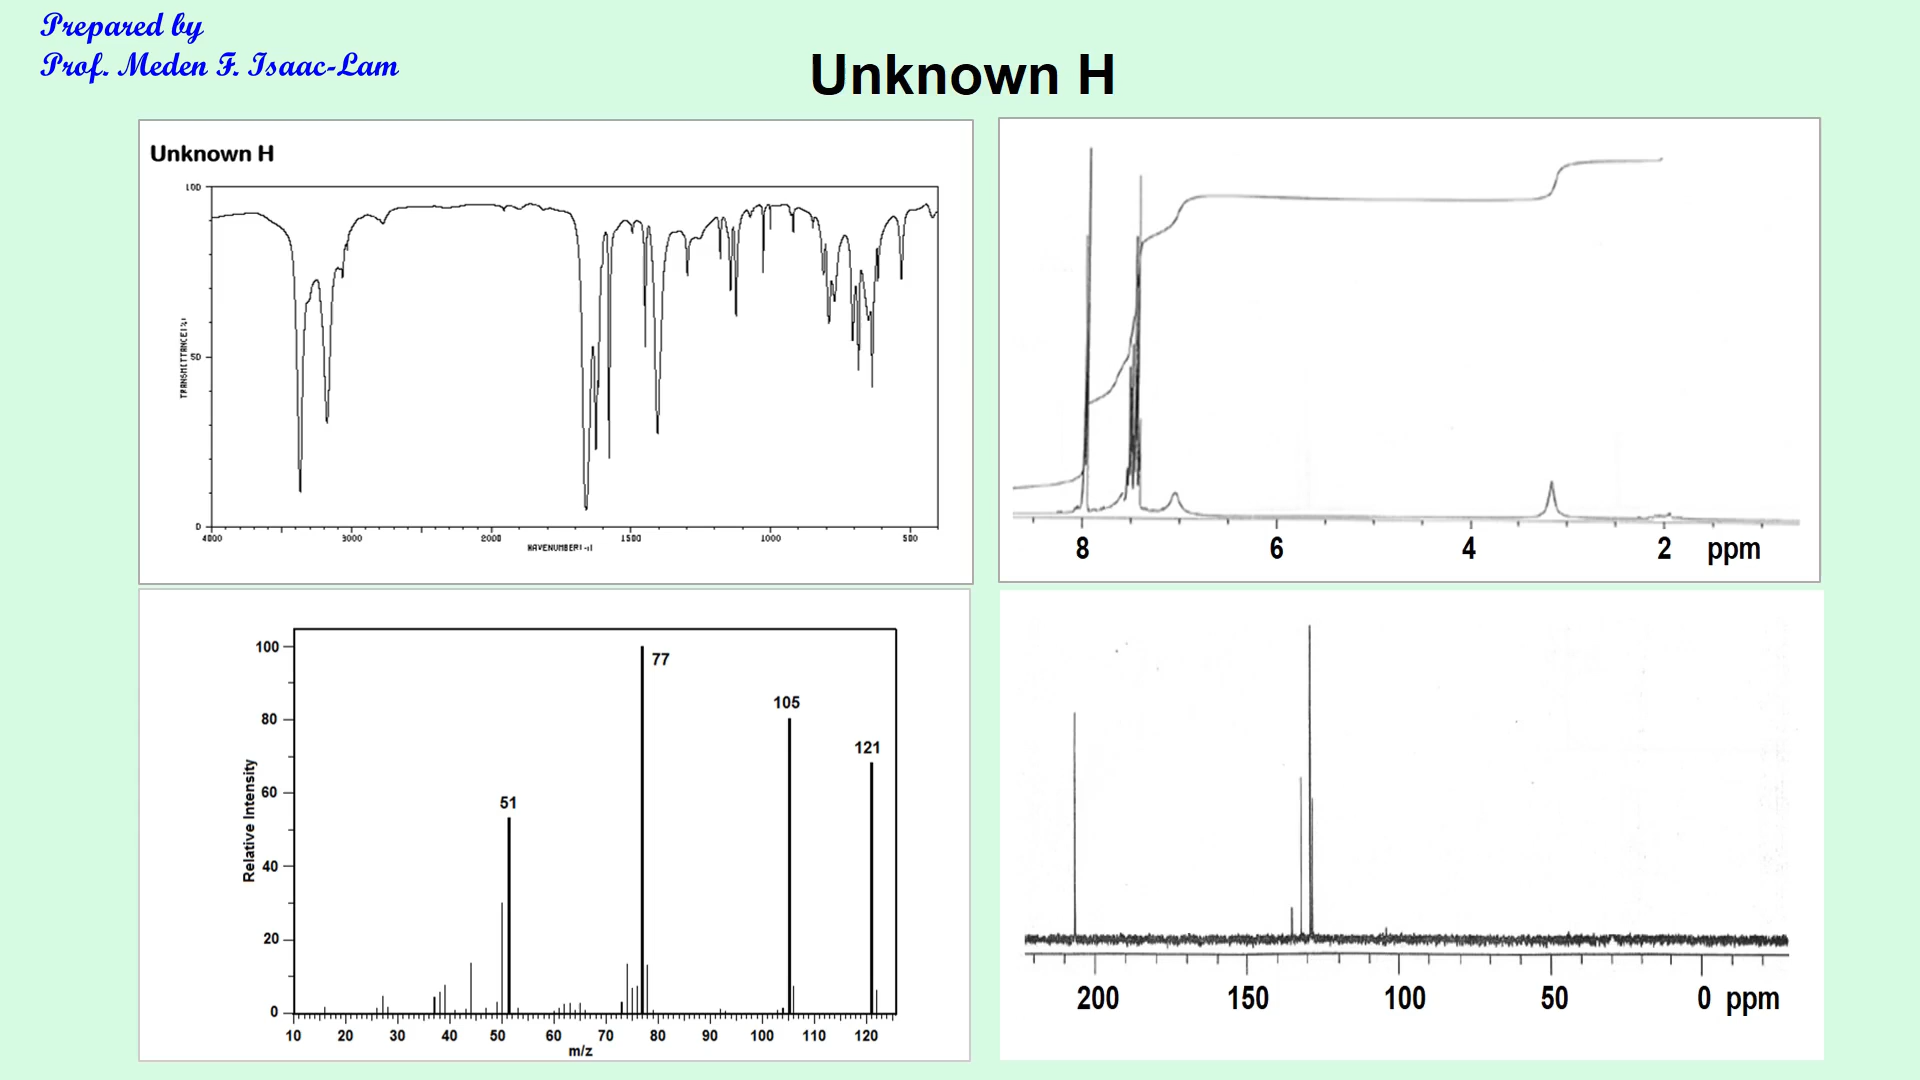 Prepared by
Prof. Meden F. Isaac-Lam
Unknown H
Unknown H
100
50
0
TRANSMITTANCE(%)
4000 3000 2000 1500 1000 500
8 6 4 2 ppm
100
80
60
40
20
0
Relative Intensity
77
105
121
51
10 20 30 40 50 60 70 80 90 100 110 120
m/z
200 150 100 50 0 ppm